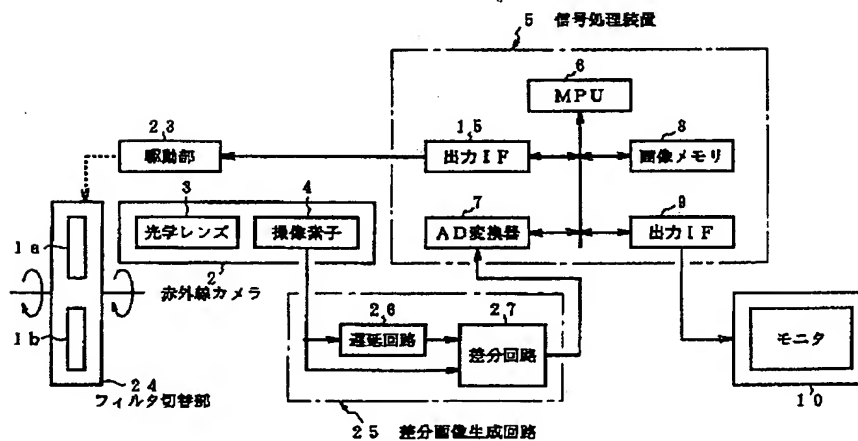 5 信号処理装置
6
MPU
23
駆動部
15
出力IF
8
画像メモリ
3
光学レンズ
4
撮像素子
7
AD変換器
9
出力IF
1a
2
赤外線カメラ
1b
26
遅延回路
27
差分回路
モニタ
10
24
フィルタ切替部
25 差分画像生成回路